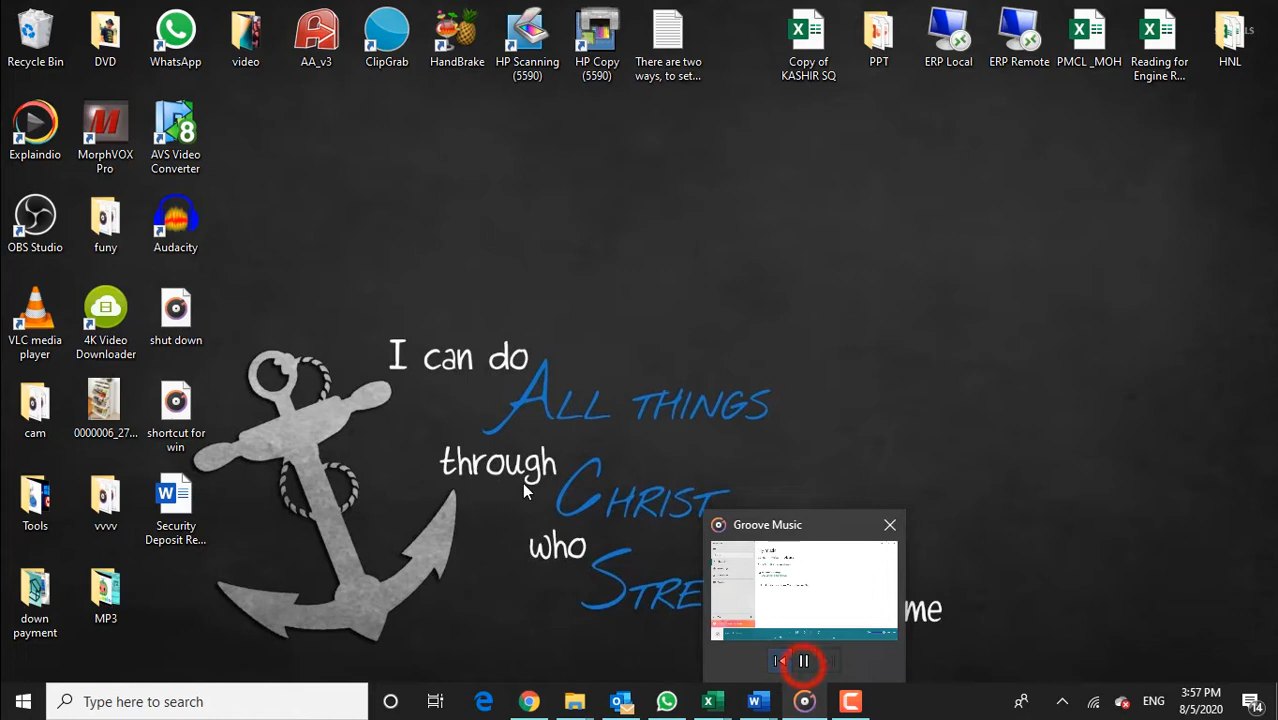 Recycle Bin
DVD
WhatsApp
video
AA_v3
ClipGrab
HandBrake
HP Scanning
(5590)
HP Copy
(5590)
There are two
ways, to set...
Copy of
KASHIR SQ
PPT
ERP Local
ERP Remote
PMCL _MOH
Reading for
Engine R...
HNL
Explaindio
MorphVOX
Pro
AVS Video
Converter
OBS Studio
funy
Audacity
VLC media
player
4K Video
Downloader
shut down
cam
0000006_27...
shortcut for
win
Tools
vvvv
Security
Deposit Re...
down
payment
MP3
I can do
ALL THINGS
through
CHRIST
who
STRE
me
Groove Music
Type here to search
ENG
3:57 PM
8/5/2020
14